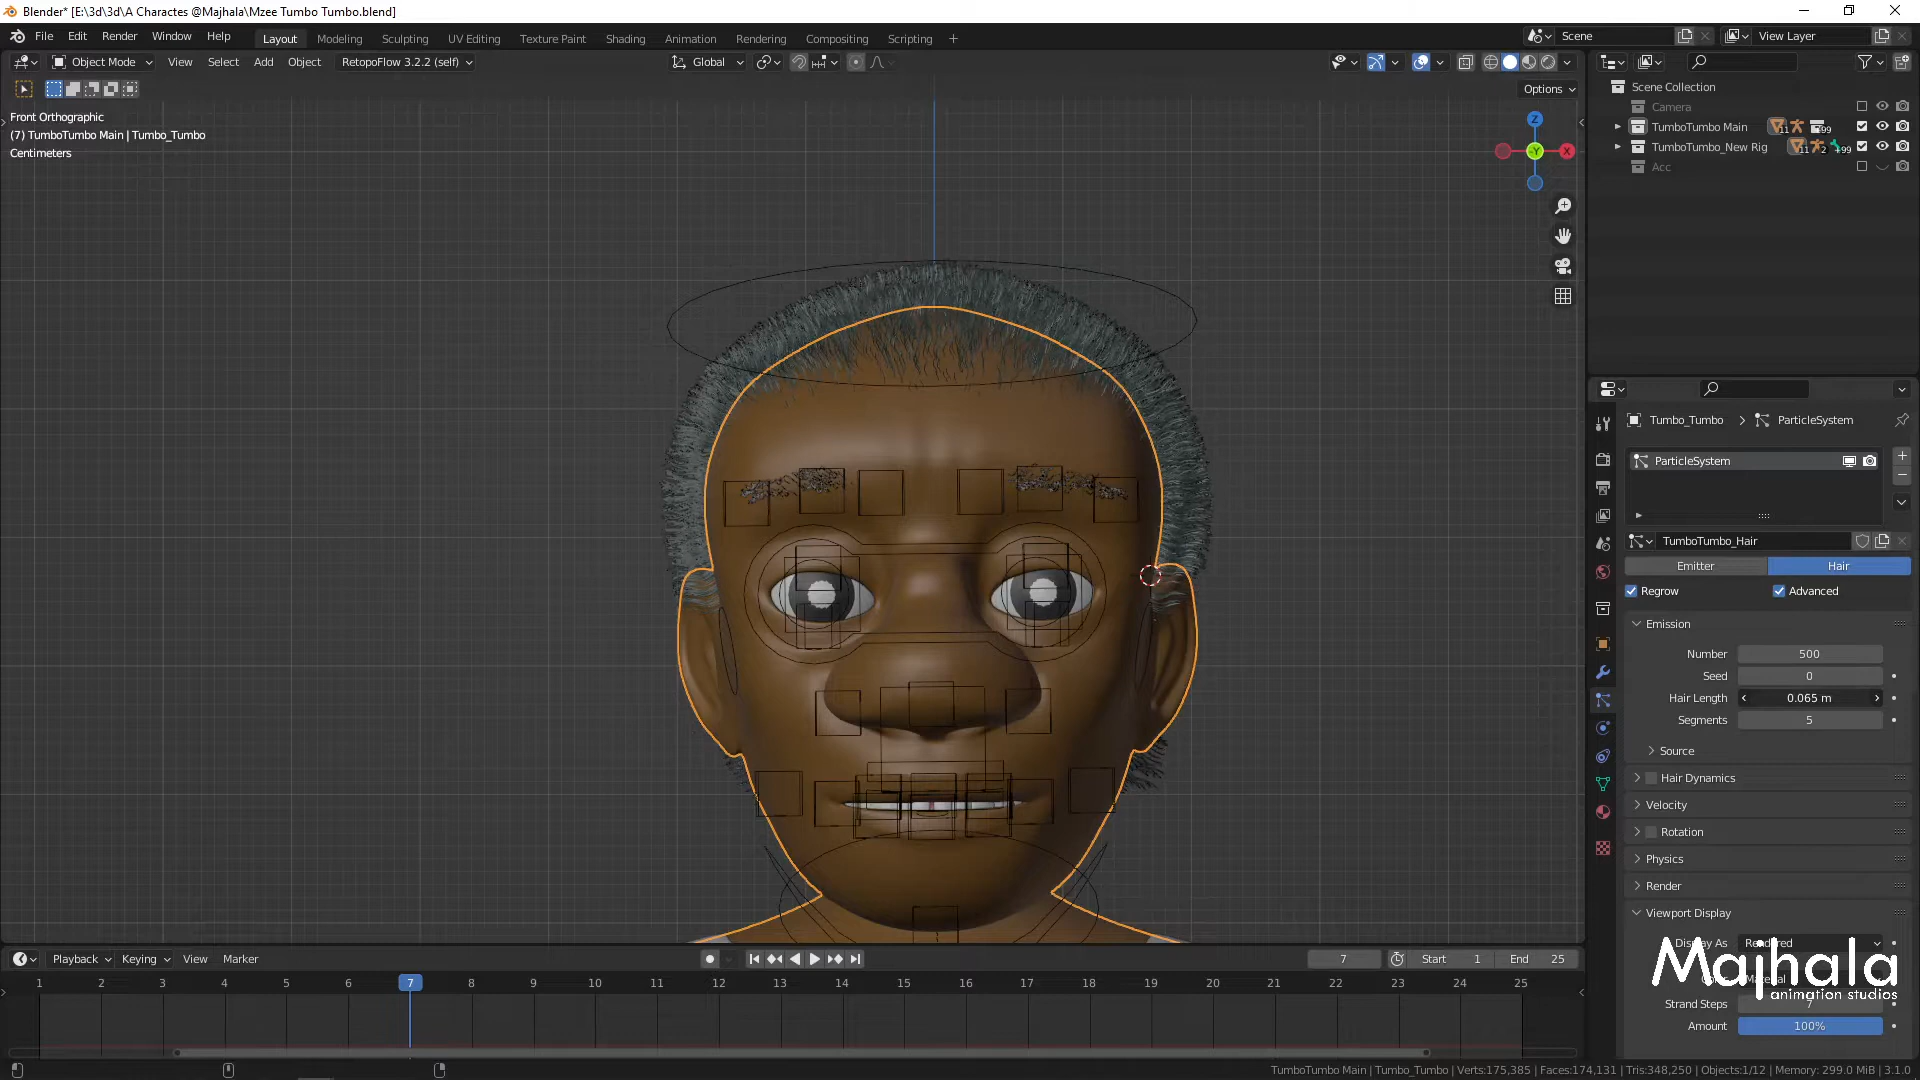 Blender* [E:\3d\3d\A Charactes @Majhala\Mzee Tumbo Tumbo.blend]
File Edit Render Window Help
Layout Modeling Sculpting UV Editing Texture Paint Shading Animation Rendering Compositing Scripting
Scene
View Layer
Object Mode View Select Add Object RetopoFlow 3.2.2 (self) Global
Options
Front Orthographic
(7) TumboTumbo Main | Tumbo_Tumbo
Centimeters
Z
-Y
X
Scene Collection
Camera
TumboTumbo Main 11 +99
TumboTumbo_New Rig 11 2 +99
Acc
Tumbo_Tumbo > ParticleSystem
ParticleSystem
TumboTumbo_Hair
Emitter Hair
Regrow Advanced
Emission
Number 500
Seed 0
Hair Length 0.065 m
Segments 5
Source
Hair Dynamics
Velocity
Rotation
Physics
Render
Viewport Display
Display As Rendered
Material
Strand Steps 7
Amount 100%
Majhala
animation studios
Playback Keying View Marker
7 Start 1 End 25
1 2 3 4 5 6 7 8 9 10 11 12 13 14 15 16 17 18 19 20 21 22 23 24 25
TumboTumbo Main | Tumbo_Tumbo | Verts:175,385 | Faces:174,131 | Tris:348,250 | Objects:1/12 | Memory: 299.0 MiB | 3.1.0